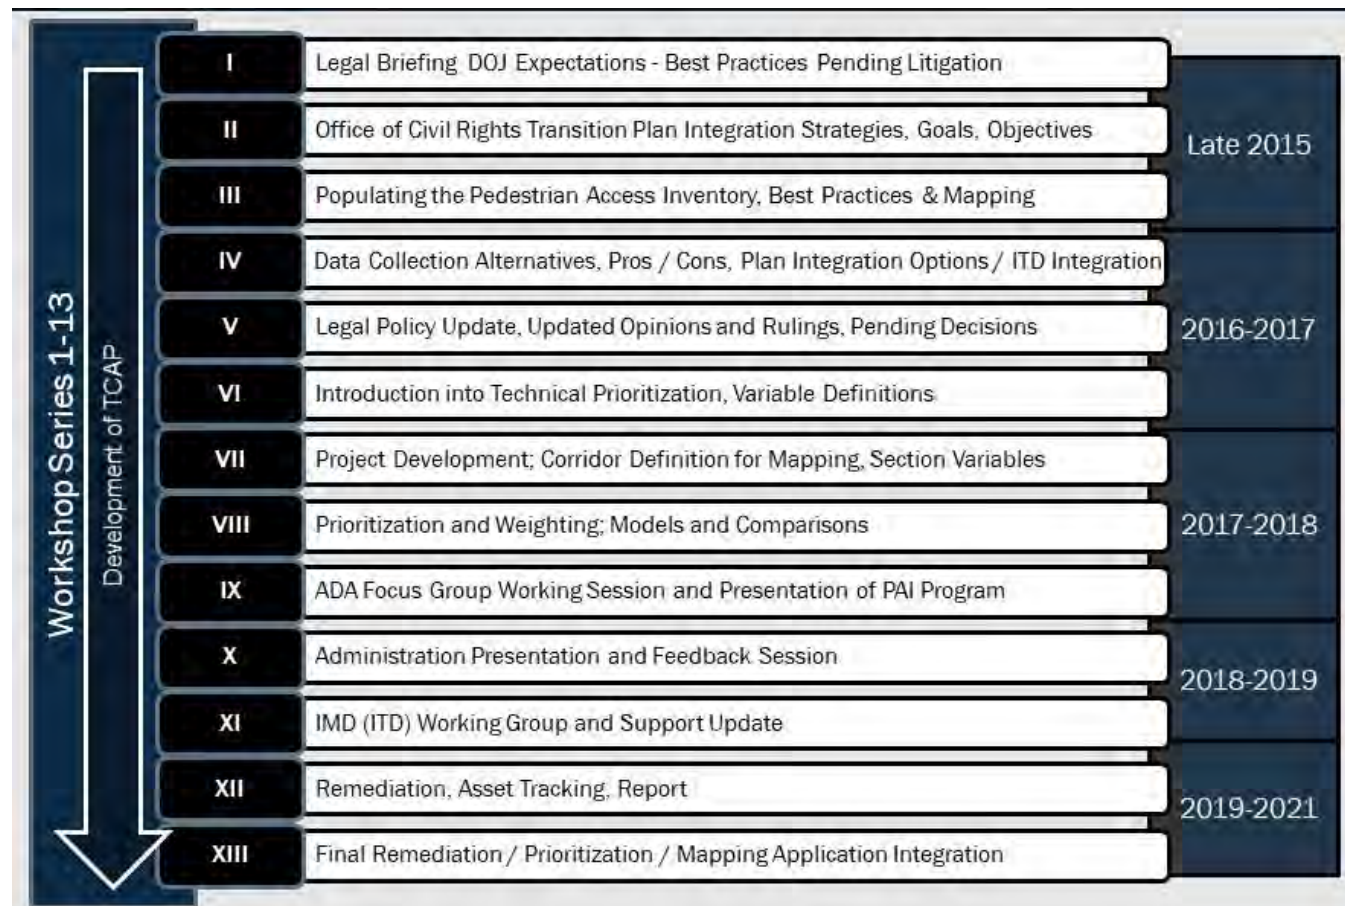 Workshop Series 1-13
Development of TCAP
I
Legal Briefing DOJ Expectations - Best Practices Pending Litigation
II
Office of Civil Rights Transition Plan Integration Strategies, Goals, Objectives
III
Populating the Pedestrian Access Inventory, Best Practices & Mapping
Late 2015
IV
Data Collection Alternatives, Pros / Cons, Plan Integration Options / ITD Integration
V
Legal Policy Update, Updated Opinions and Rulings, Pending Decisions
VI
Introduction into Technical Prioritization, Variable Definitions
2016-2017
VII
Project Development; Corridor Definition for Mapping, Section Variables
VIII
Prioritization and Weighting; Models and Comparisons
IX
ADA Focus Group Working Session and Presentation of PAI Program
2017-2018
X
Administration Presentation and Feedback Session
XI
IMD (ITD) Working Group and Support Update
2018-2019
XII
Remediation, Asset Tracking, Report
XIII
Final Remediation / Prioritization / Mapping Application Integration
2019-2021